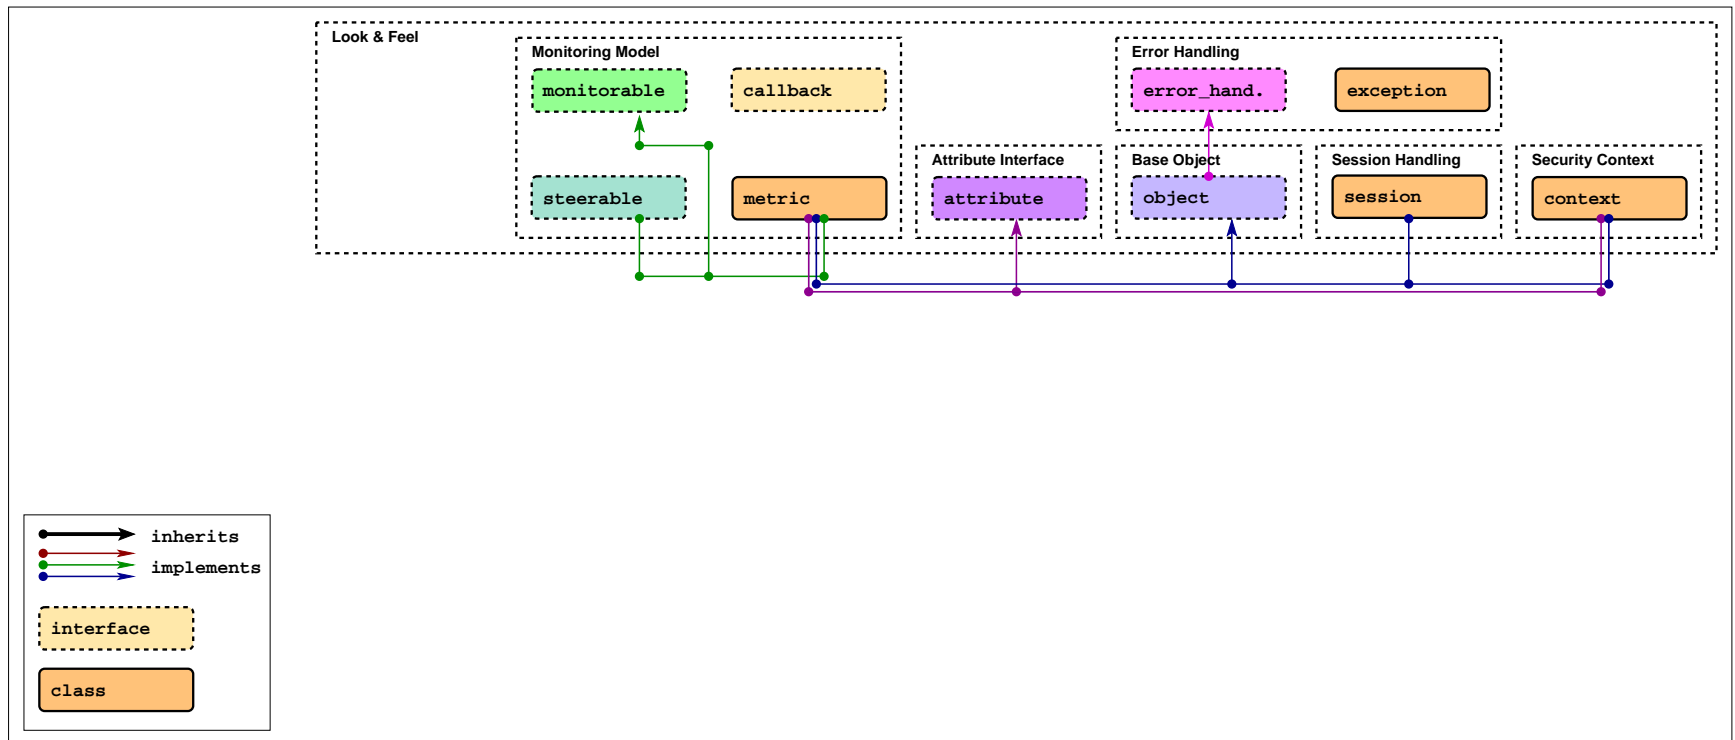 Look & Feel
Monitoring Model
Error Handling
monitorable
callback
error_hand.
exception
Attribute Interface
Base Object
Session Handling
Security Context
steerable
metric
attribute
object
session
context
inherits
implements
interface
class